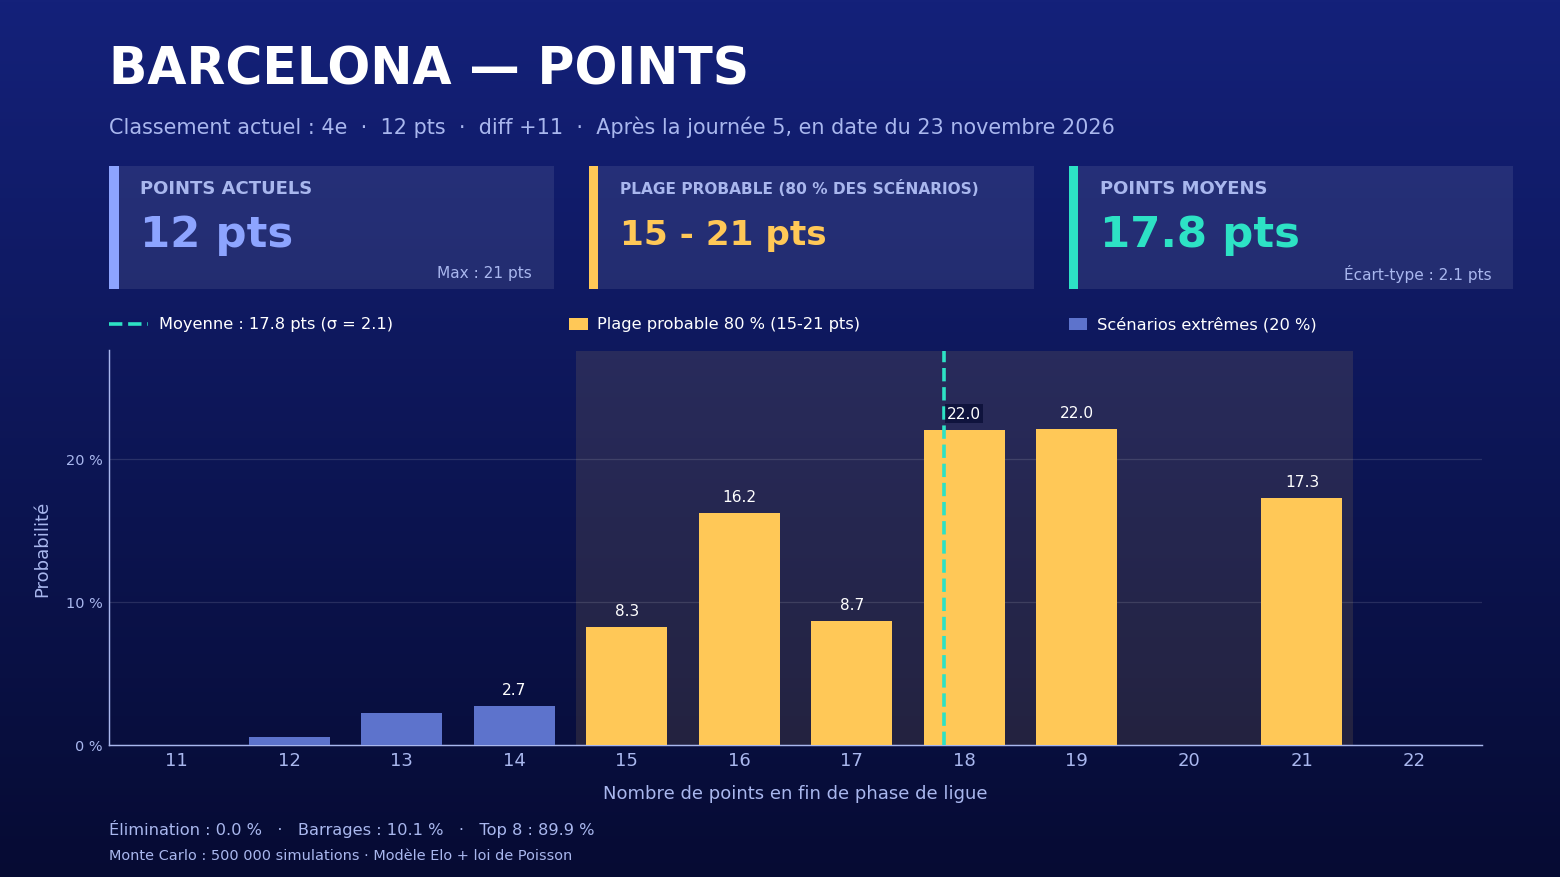 BARCELONA — POINTS
Classement actuel : 4e · 12 pts · diff +11 · Après la journée 5, en date du 23 novembre 2026
POINTS ACTUELS
12 pts
Max : 21 pts
PLAGE PROBABLE (80 % DES SCÉNARIOS)
15 - 21 pts
POINTS MOYENS
17.8 pts
Écart-type : 2.1 pts
Moyenne : 17.8 pts (σ = 2.1)
Plage probable 80 % (15-21 pts)
Scénarios extrêmes (20 %)
Probabilité
20 %
10 %
0 %
2.7
8.3
16.2
8.7
22.0
22.0
17.3
11 12 13 14 15 16 17 18 19 20 21 22
Nombre de points en fin de phase de ligue
Élimination : 0.0 % · Barrages : 10.1 % · Top 8 : 89.9 %
Monte Carlo : 500 000 simulations · Modèle Elo + loi de Poisson